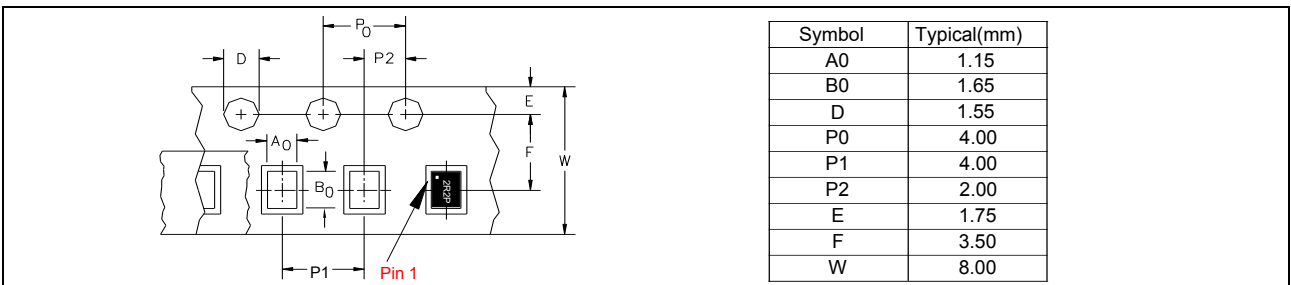 P0
D
P2
E
A0
F
W
B0
2R2P
P1
Pin 1
Symbol Typical(mm)
A0 1.15
B0 1.65
D 1.55
P0 4.00
P1 4.00
P2 2.00
E 1.75
F 3.50
W 8.00